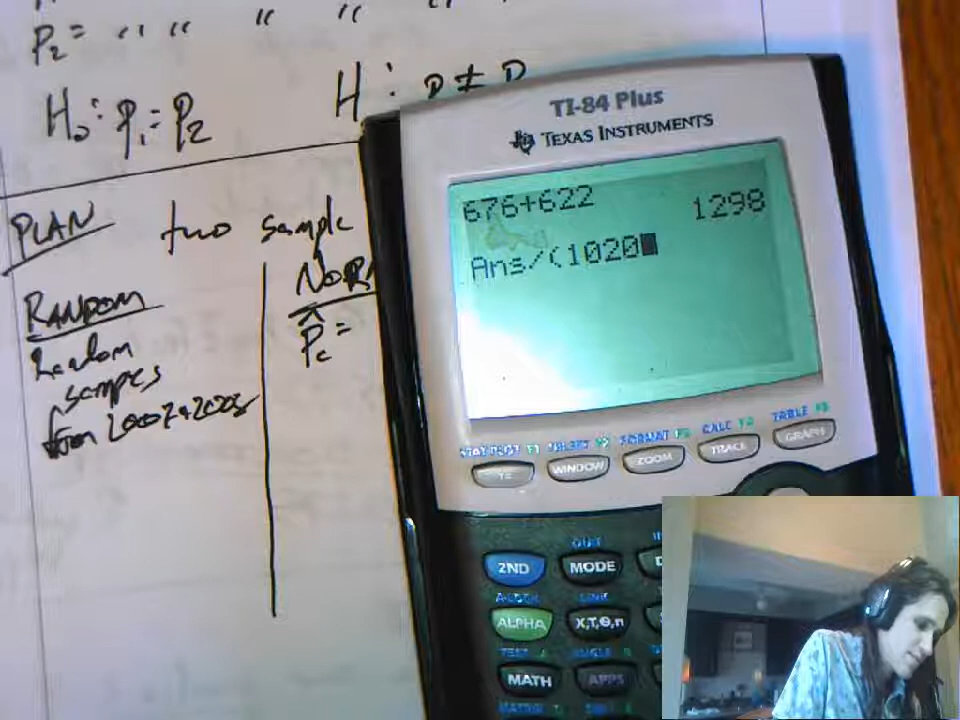 P₂ = " " " " "
H₀: p₁ = p₂ H : p ≠ p
PLAN two sample
RANDOM
samples
from 2007 + 2008
NOR
p̂c =
TI-84 Plus
TEXAS INSTRUMENTS
676+622
1298
Ans/(1020
STAT PLOT F1 TBLSET F2 FORMAT F3 CALC F4 TABLE F5
Y= WINDOW ZOOM TRACE GRAPH
QUIT
2ND MODE
A-LOCK LINK
ALPHA X,T,θ,n
TEST A ANGLE B
MATH APPS